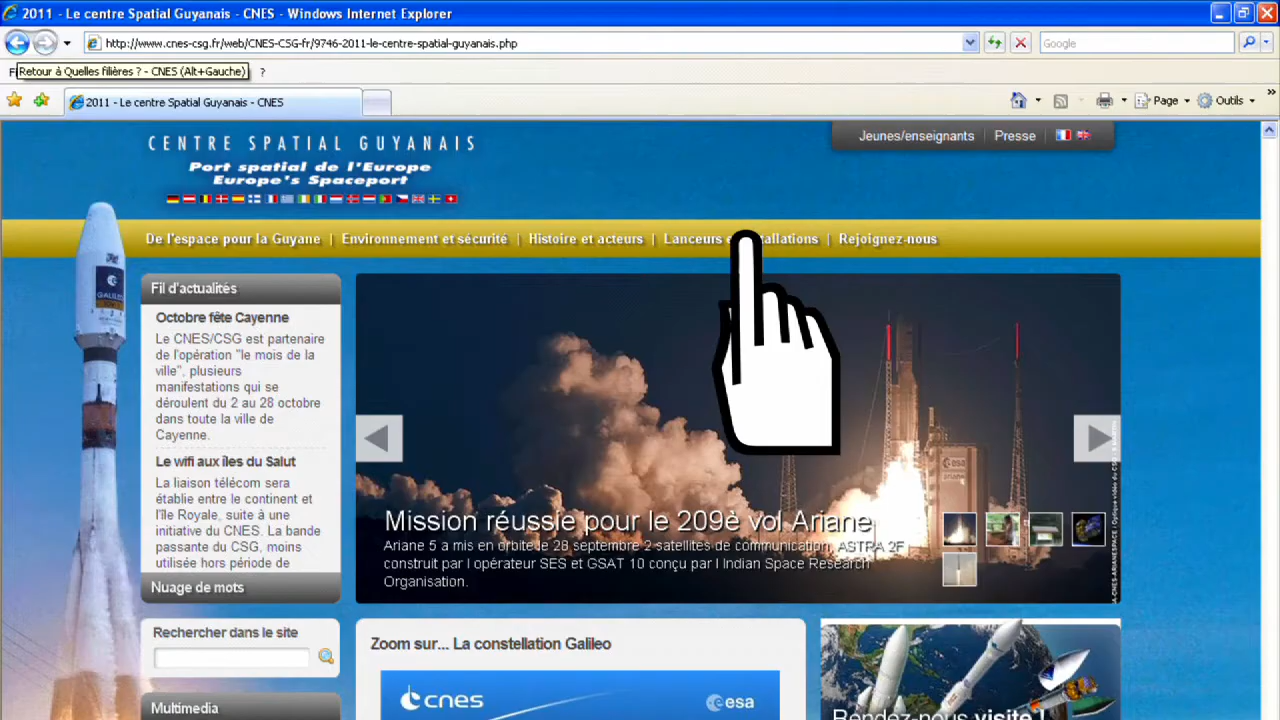 2011 - Le centre Spatial Guyanais - CNES - Windows Internet Explorer
http://www.cnes-csg.fr/web/CNES-CSG-fr/9746-2011-le-centre-spatial-guyanais.php
Google
Retour à Quelles filières ? - CNES (Alt+Gauche)
?
2011 - Le centre Spatial Guyanais - CNES
Page
Outils
CENTRE SPATIAL GUYANAIS
Port spatial de l'Europe
Europe's Spaceport
Jeunes/enseignants
Presse
De l'espace pour la Guyane | Environnement et sécurité | Histoire et acteurs | Lanceurs | Rejoignez-nous
Fil d'actualités
Octobre fête Cayenne
Le CNES/CSG est partenaire
de l'opération "le mois de la
ville", plusieurs
manifestations qui se
déroulent du 2 au 28 octobre
dans toute la ville de
Cayenne.
Le wifi aux îles du Salut
La liaison télécom sera
établie entre le continent et
l'île Royale, suite à une
initiative du CNES. La bande
passante du CSG, moins
utilisée hors période de
Nuage de mots
Rechercher dans le site
Multimedia
GALILEO
esa
Mission réussie pour le 209è vol Ariane
Ariane 5 a mis en orbite le 28 septembre 2 satellites de communication, ASTRA 2F
construit par l opérateur SES et GSAT 10 conçu par l Indian Space Research
Organisation.
Zoom sur... La constellation Galileo
cnes
esa
Rendez-nous visite !